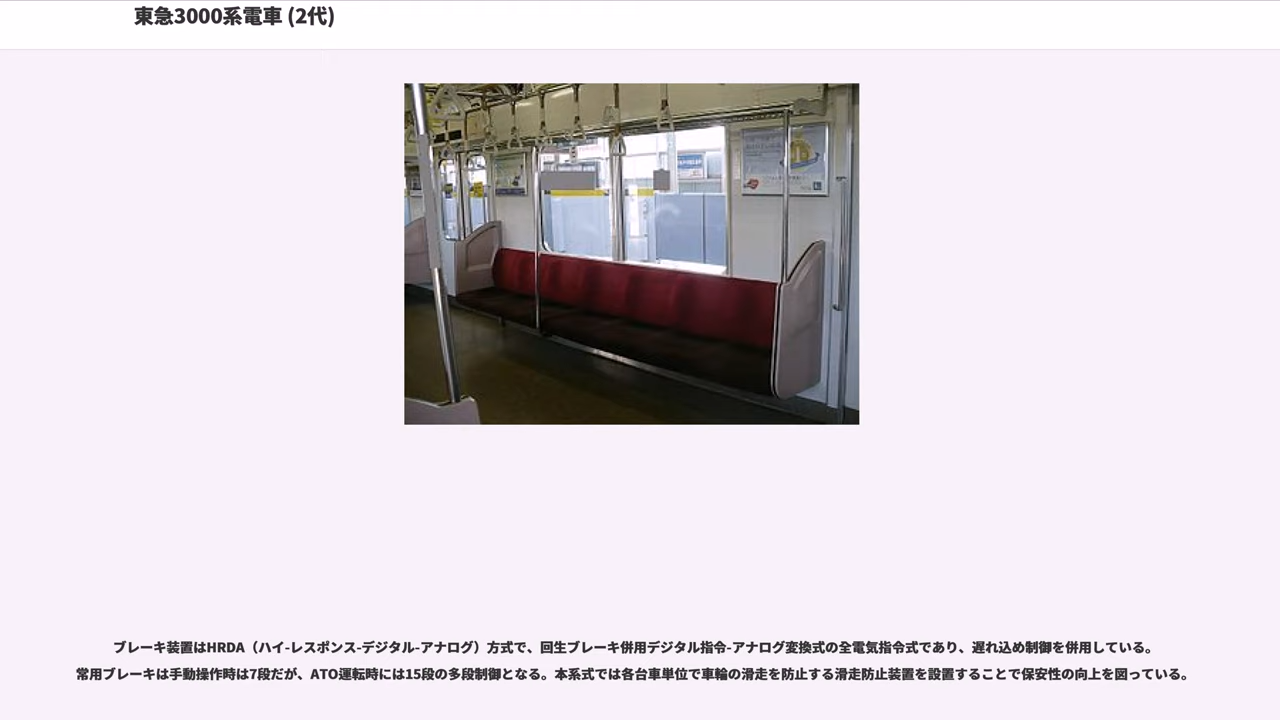 東急3000系電車 (2代)
ブレーキ装置はHRDA（ハイ-レスポンス-デジタル-アナログ）方式で、回生ブレーキ併用デジタル指令-アナログ変換式の全電気指令式であり、遅れ込め制御を併用している。
常用ブレーキは手動操作時は7段だが、ATO運転時には15段の多段制御となる。本系式では各台車単位で車輪の滑走を防止する滑走防止装置を設置することで保安性の向上を図っている。